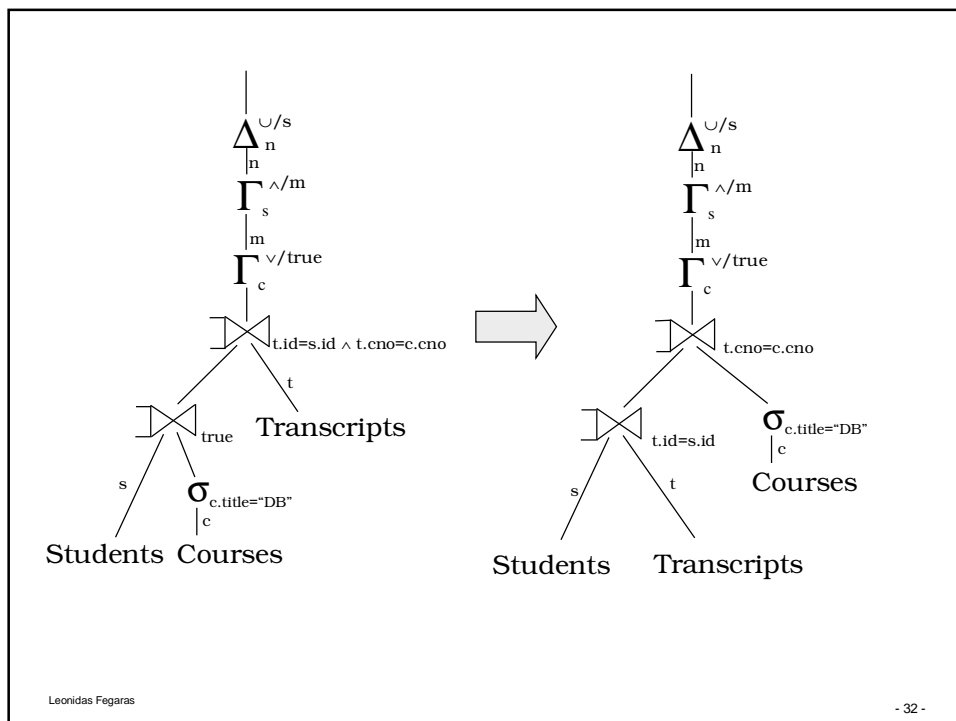 Δ ∪/s n
n
Γ ∧/m s
m
Γ ∨/true c
t.id=s.id ∧ t.cno=c.cno
t
Transcripts
true
s
σ c.title=“DB”
c
Students Courses
Δ ∪/s n
n
Γ ∧/m s
m
Γ ∨/true c
t.cno=c.cno
σ c.title=“DB”
c
Courses
t.id=s.id
s
t
Students
Transcripts
Leonidas Fegaras
- 32 -